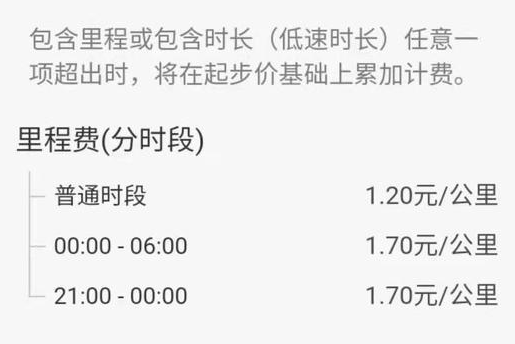 包含里程或包含时长（低速时长）任意一
项超出时，将在起步价基础上累加计费。
里程费(分时段)
普通时段 1.20元/公里
00:00 - 06:00 1.70元/公里
21:00 - 00:00 1.70元/公里